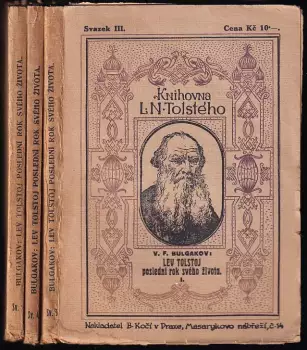 Svazek III.
Cena Kč 10·—.
Knihovna
L.N.Tolstého
V. F. BULGAKOV:
LEV TOLSTOJ
poslední rok svého života.
I.
Nakladatel B. Kočí v Praze, Masarykovo nábřeží, č. 14
BULGAKOV: LEV TOLSTOJ POSLEDNÍ ROK SVÉHO ŽIVOTA.
BULGAKOV: LEV TOLSTOJ POSLEDNÍ ROK SVÉHO ŽIVOTA.
BULGAKOV: LEV TOLSTOJ POSLEDNÍ ROK SVÉHO ŽIVOTA.